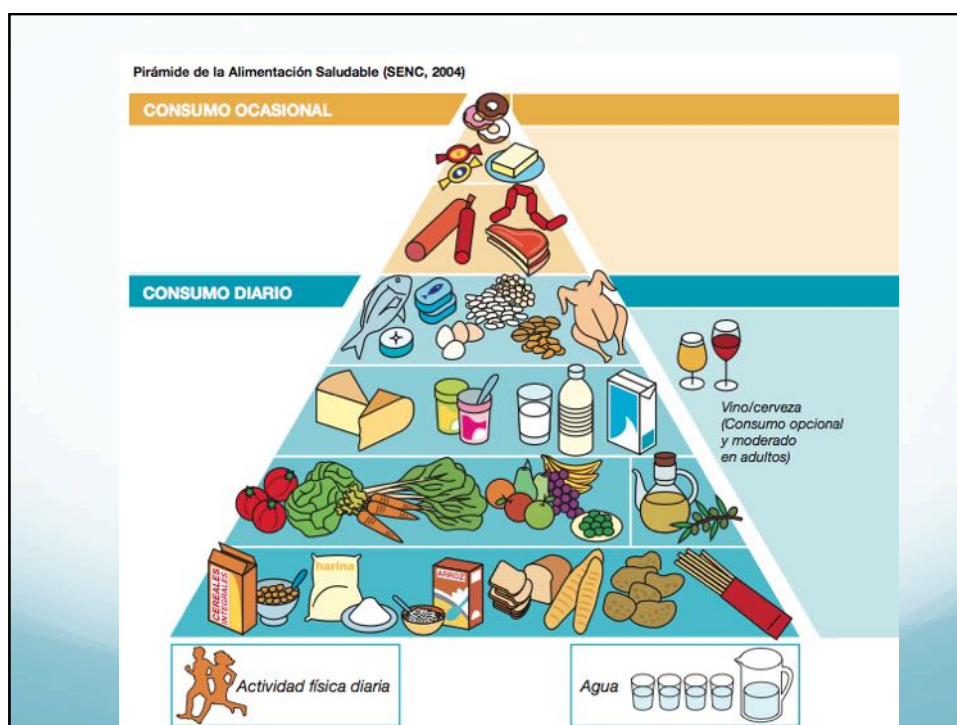 Pirámide de la Alimentación Saludable (SENC, 2004)
CONSUMO OCASIONAL
CONSUMO DIARIO
Vino/cerveza
(Consumo opcional
y moderado
en adultos)
CEREALES
INTEGRALES
harina
ARROZ
Actividad física diaria
Agua